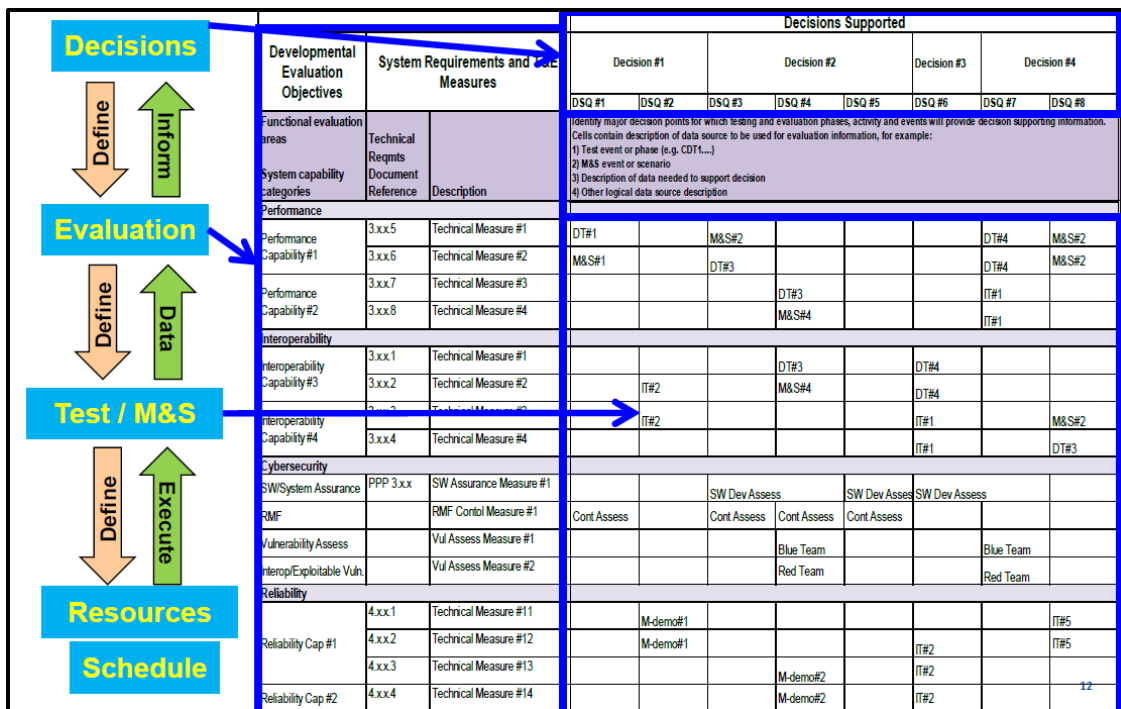 Decisions
Define
Inform
Evaluation
Define
Data
Test / M&S
Define
Execute
Resources
Schedule
Decisions Supported
Developmental Evaluation Objectives
System Requirements and T&E Measures
Decision #1 Decision #2 Decision #3 Decision #4
DSQ #1 DSQ #2 DSQ #3 DSQ #4 DSQ #5 DSQ #6 DSQ #7 DSQ #8
Functional evaluation areas
System capability categories
Technical Reqmts Document Reference
Description
Identify major decision points for which testing and evaluation phases, activity and events will provide decision supporting information.
Cells contain description of data source to be used for evaluation information, for example:
1) Test event or phase (e.g. CDT1....)
2) M&S event or scenario
3) Description of data needed to support decision
4) Other logical data source description
Performance
Performance Capability #1
3.x.x.5 Technical Measure #1 DT#1 M&S#2 DT#4 M&S#2
3.x.x.6 Technical Measure #2 M&S#1 DT#3 DT#4 M&S#2
Performance Capability #2
3.x.x.7 Technical Measure #3 DT#3 IT#1
3.x.x.8 Technical Measure #4 M&S#4 IT#1
Interoperability
Interoperability Capability #3
3.x.x.1 Technical Measure #1 DT#3 DT#4
3.x.x.2 Technical Measure #2 IT#2 M&S#4 DT#4
Interoperability Capability #4
IT#2 IT#1 M&S#2
3.x.x.4 Technical Measure #4 IT#1 DT#3
Cybersecurity
SW/System Assurance PPP 3.x.x SW Assurance Measure #1 SW Dev Assess SW Dev Asses SW Dev Assess
RMF RMF Contol Measure #1 Cont Assess Cont Assess Cont Assess Cont Assess
Vulnerability Assess Vul Assess Measure #1 Blue Team Blue Team
Interop/Exploitable Vuln. Vul Assess Measure #2 Red Team Red Team
Reliability
Reliability Cap #1
4.x.x.1 Technical Measure #11 M-demo#1 IT#5
4.x.x.2 Technical Measure #12 M-demo#1 IT#2 IT#5
4.x.x.3 Technical Measure #13 M-demo#2 IT#2
Reliability Cap #2 4.x.x.4 Technical Measure #14 M-demo#2 IT#2
12